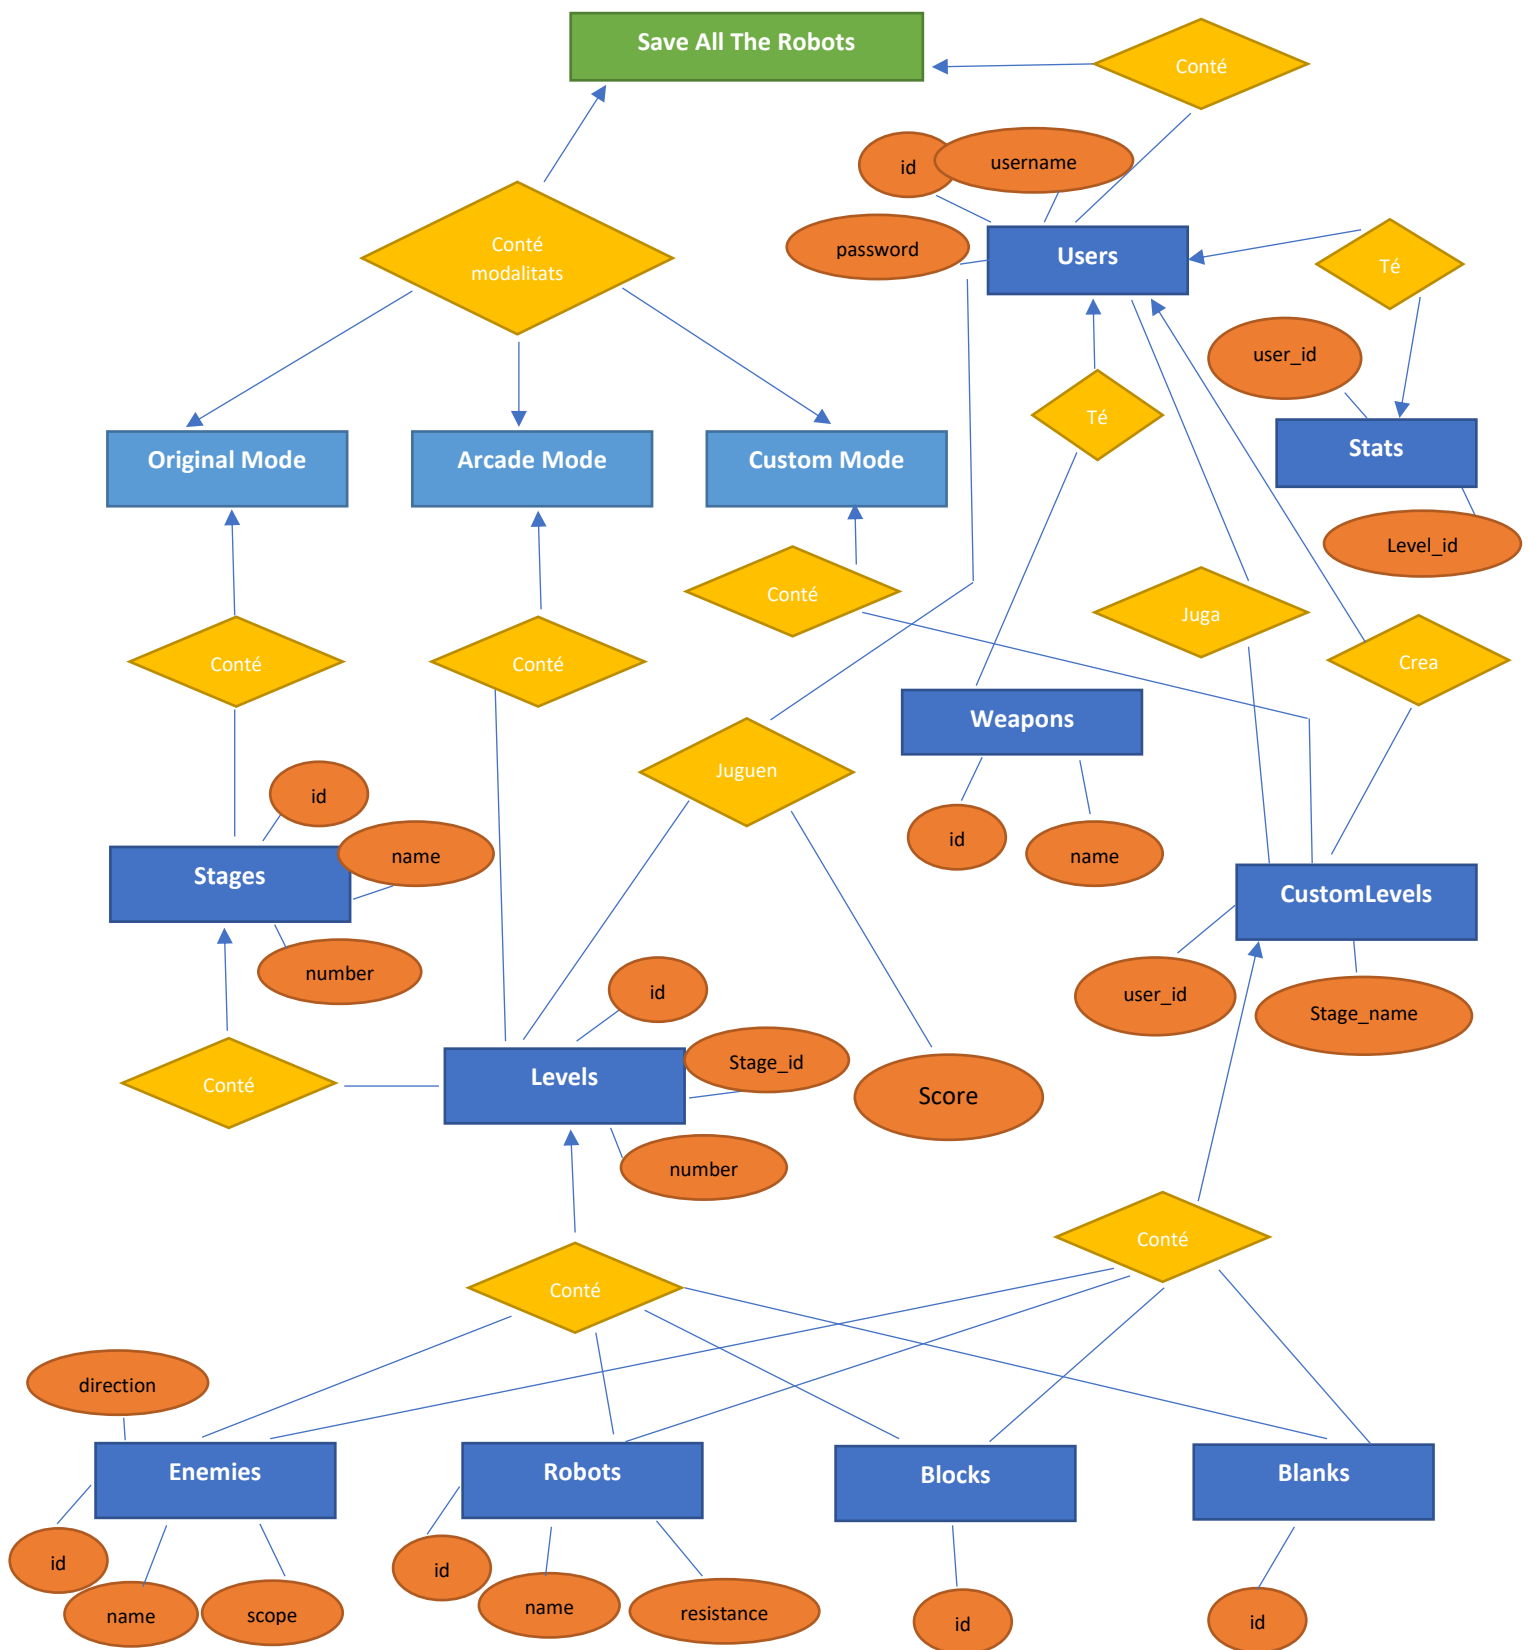 Save All The Robots
Conté
id
username
password
Users
Conté
modalitats
Té
user_id
Té
Original Mode
Arcade Mode
Custom Mode
Stats
Level_id
Conté
Juga
Conté
Conté
Crea
Weapons
Juguen
id
name
Stages
id
name
CustomLevels
number
id
user_id
Stage_name
Stage_id
Levels
Conté
Score
number
Conté
Conté
direction
Enemies
Robots
Blocks
Blanks
id
name
scope
id
name
resistance
id
id